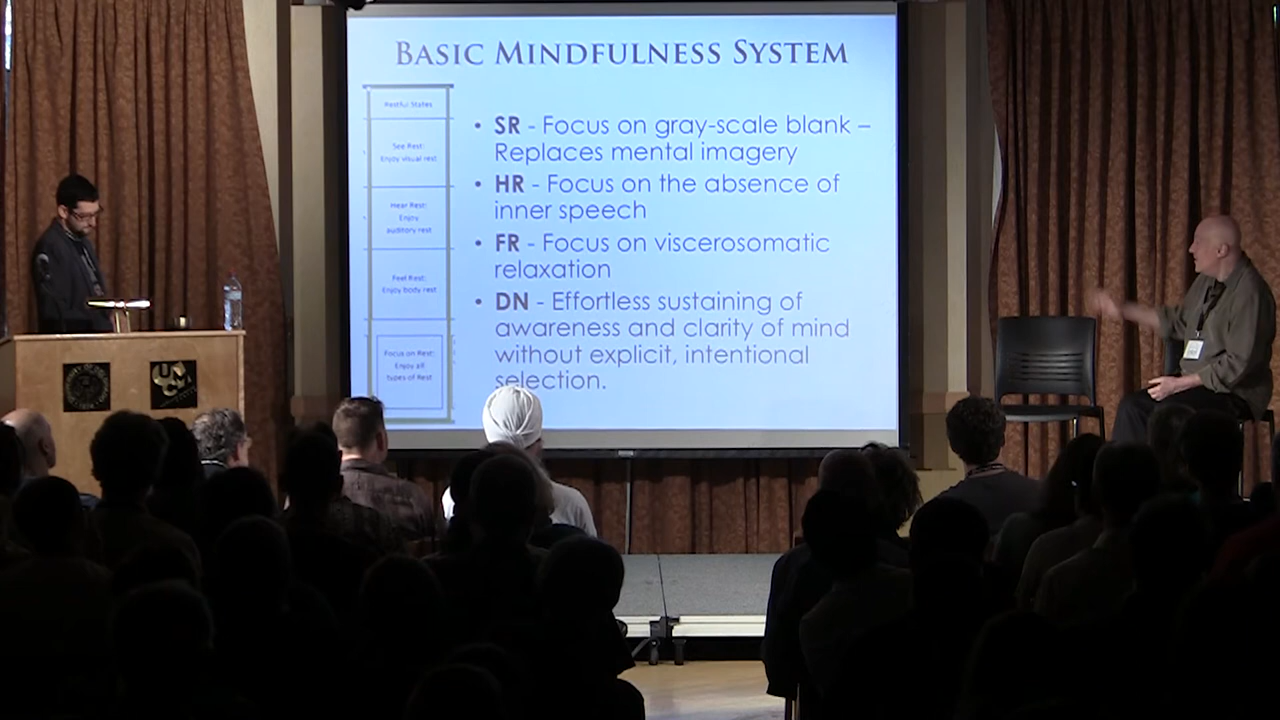 BASIC MINDFULNESS SYSTEM
Restful States
See Rest:
Enjoy visual rest
Hear Rest:
Enjoy
auditory rest
Feel Rest:
Enjoy body rest
Focus on Rest:
Enjoy all
types of Rest
• SR - Focus on gray-scale blank –
Replaces mental imagery
• HR - Focus on the absence of
inner speech
• FR - Focus on viscerosomatic
relaxation
• DN - Effortless sustaining of
awareness and clarity of mind
without explicit, intentional
selection.